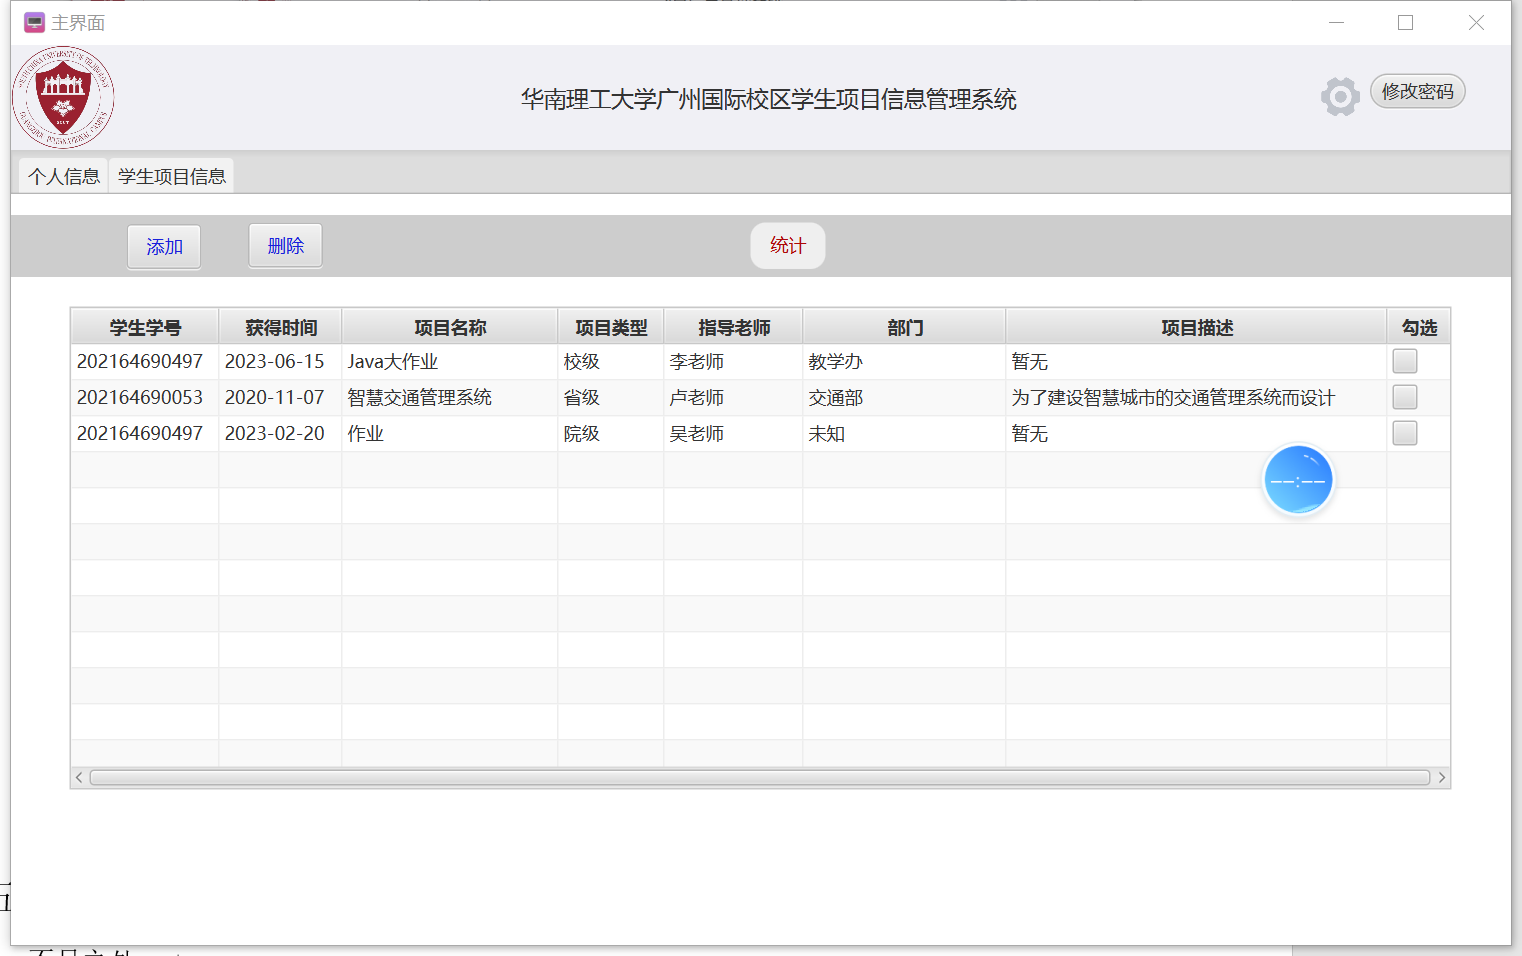 主界面
华南理工大学广州国际校区学生项目信息管理系统
修改密码
个人信息 学生项目信息
添加 删除 统计
学生学号 获得时间 项目名称 项目类型 指导老师 部门 项目描述 勾选
202164690497 2023-06-15 Java大作业 校级 李老师 教学办 暂无
202164690053 2020-11-07 智慧交通管理系统 省级 卢老师 交通部 为了建设智慧城市的交通管理系统而设计
202164690497 2023-02-20 作业 院级 吴老师 未知 暂无
--:--